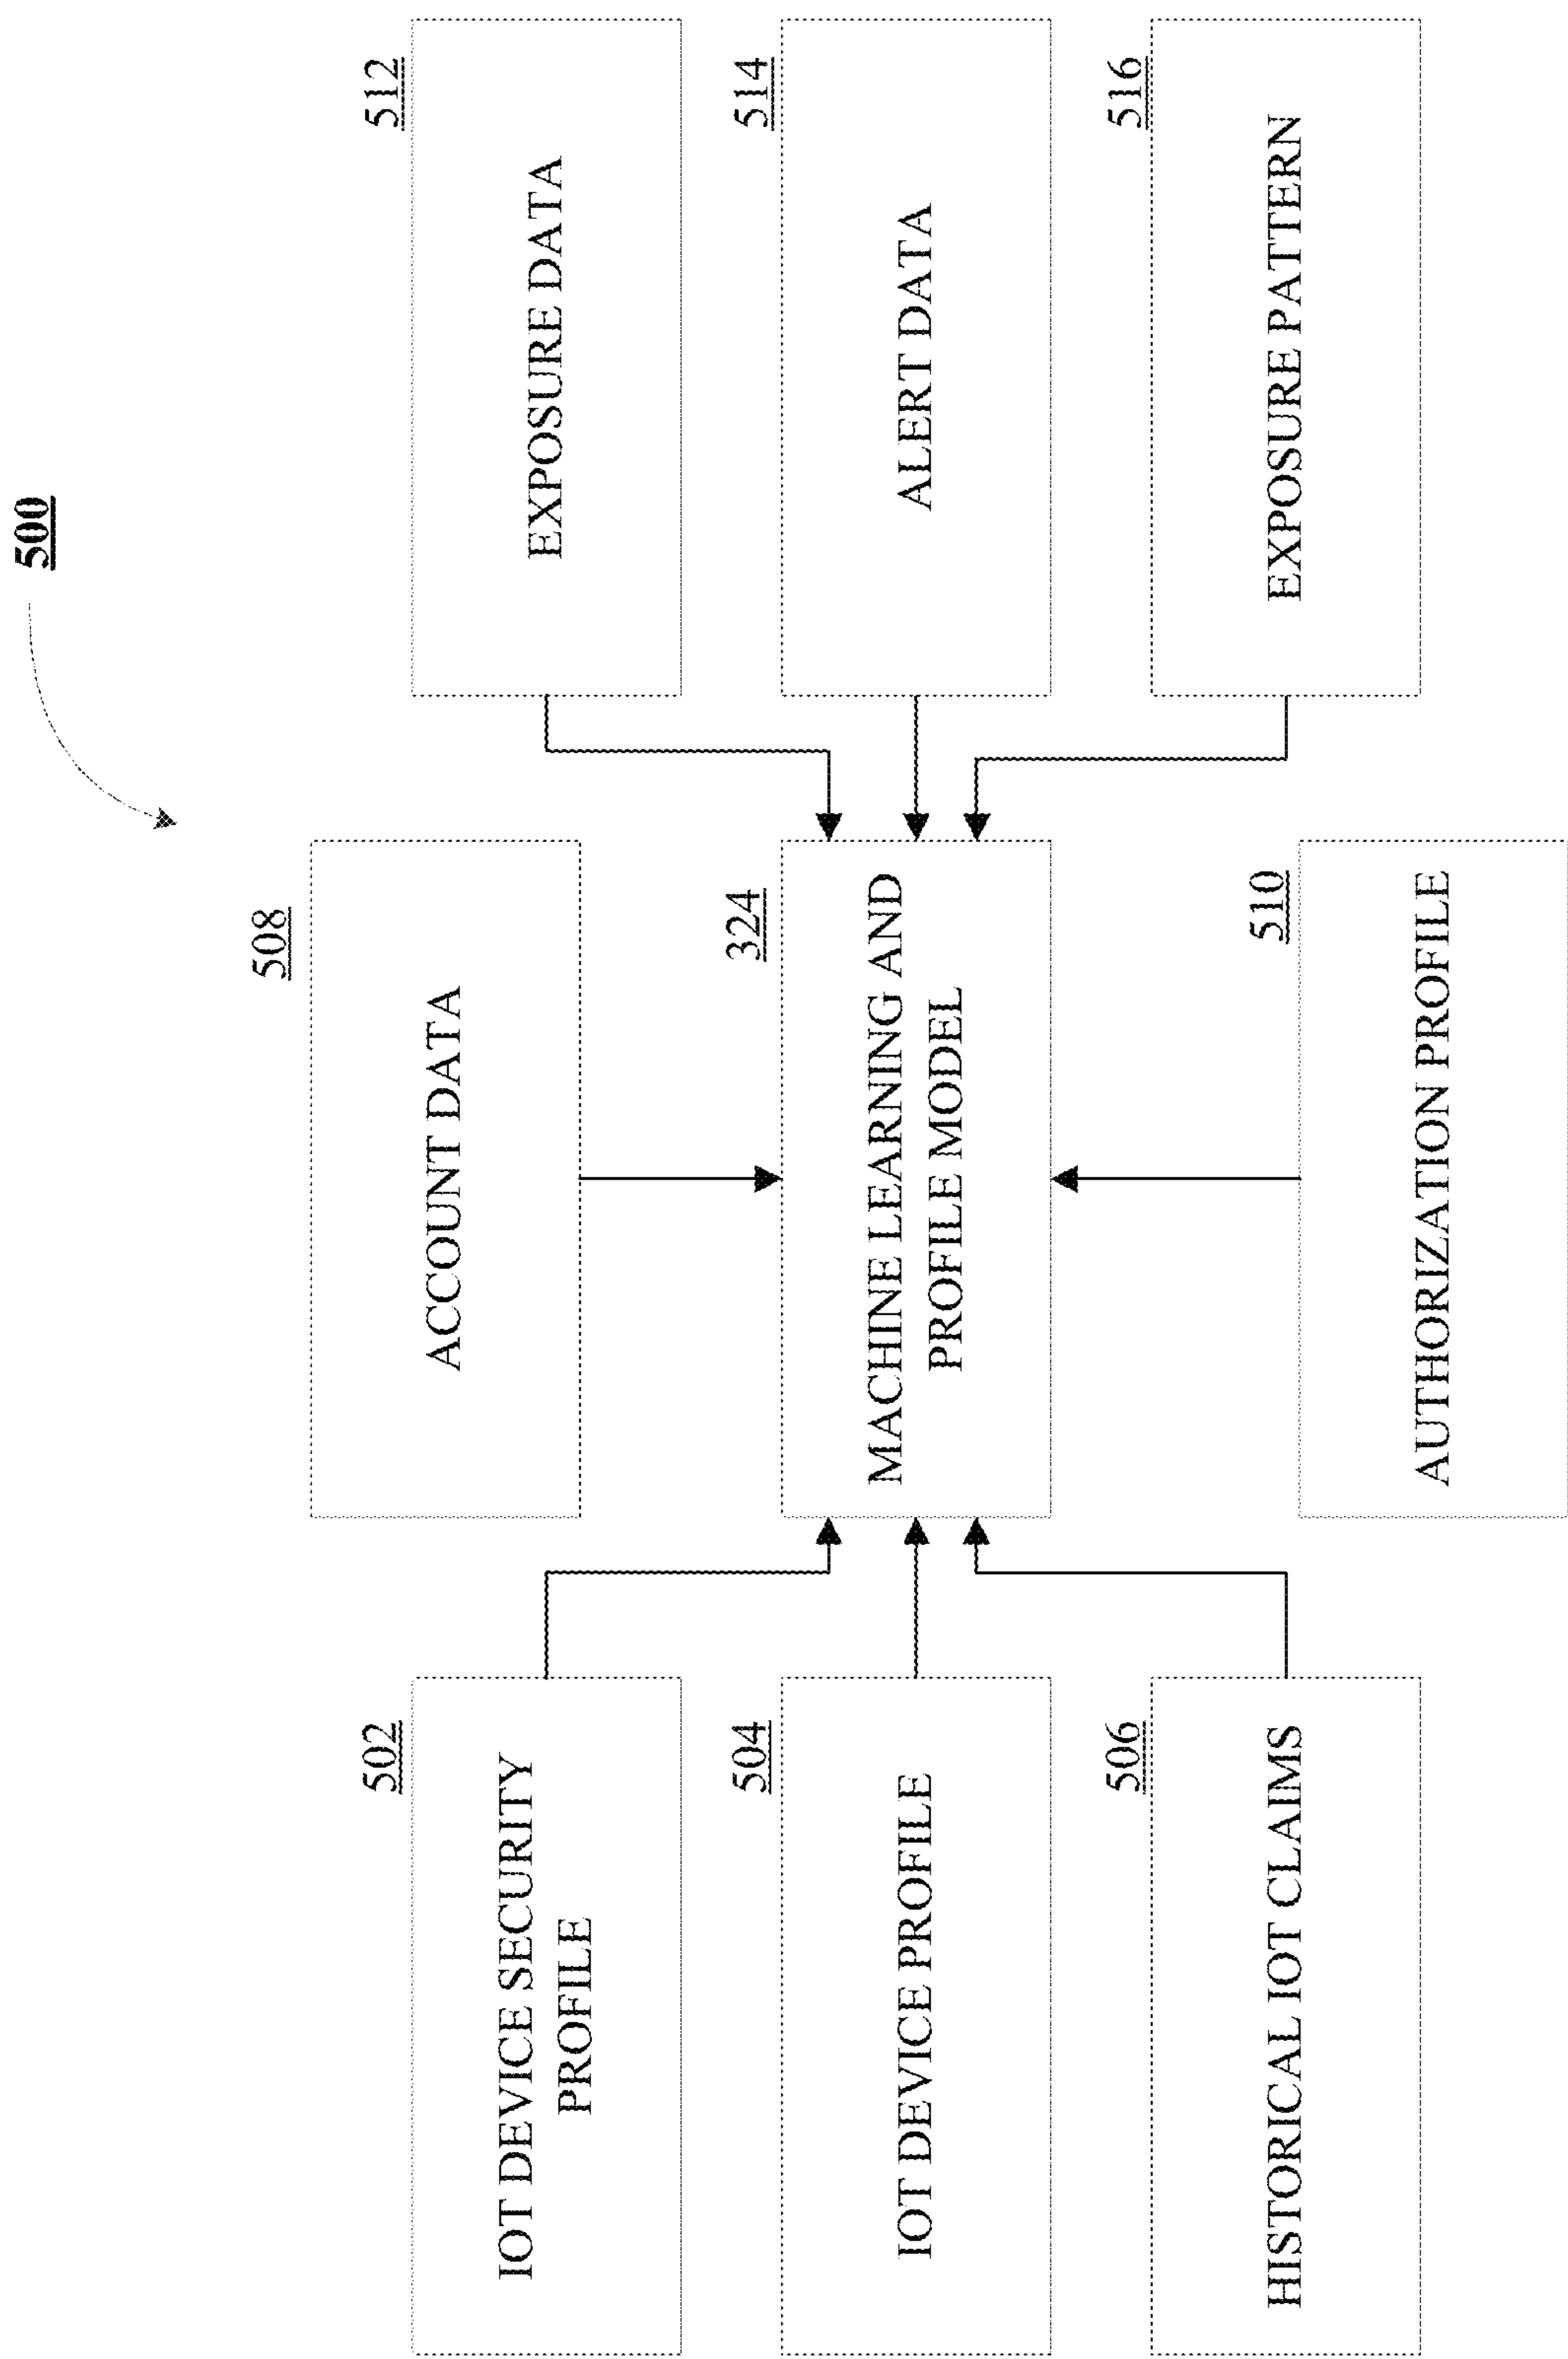 500
502
IOT DEVICE SECURITY
PROFILE
504
IOT DEVICE PROFILE
506
HISTORICAL IOT CLAIMS
508
ACCOUNT DATA
324
MACHINE LEARNING AND
PROFILE MODEL
510
AUTHORIZATION PROFILE
512
EXPOSURE DATA
514
ALERT DATA
516
EXPOSURE PATTERN